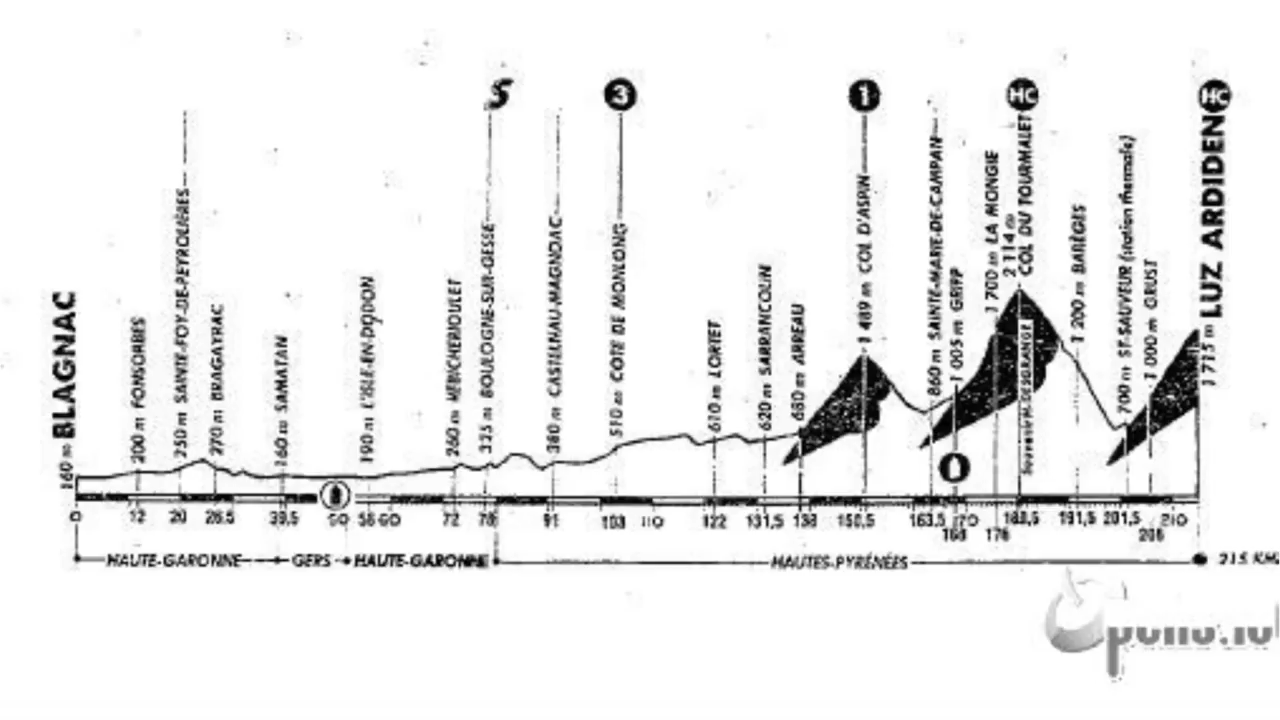 S
3
1
HC
HC
160 m BLAGNAC
200 m FONSORBES
250 m SAINTE-FOY-DE-PEYROLIÈRES
270 m BRAGAYRAC
160 m SAMATAN
190 m L'ISLE-EN-DODON
260 m
325 m BOULOGNE-SUR-GESSE
380 m CASTELNAU-MAGNOAC
510 m COTE DE MONLONG
610 m LORTET
620 m SARRANCOLIN
680 m ARREAU
1 489 m COL D'ASPIN
860 m SAINTE-MARIE-DE-CAMPAN
1 005 m GRIPP
1 700 m LA MONGIE
2 114 m
COL DU TOURMALET
Souvenir H. DESGRANGE
1 200 m BARÈGES
700 m ST-SAUVEUR (station thermale)
1 000 m GRUST
1 715 m LUZ ARDIDEN
0 12 20 26,5 39,5 50 56 60 72 78 91 103 110 122 131,5 138 150,5 163,5 170 180,5 191,5 201,5 210
168 176 206
HAUTE-GARONNE GERS HAUTE-GARONNE HAUTES-PYRÉNÉES 215 KM